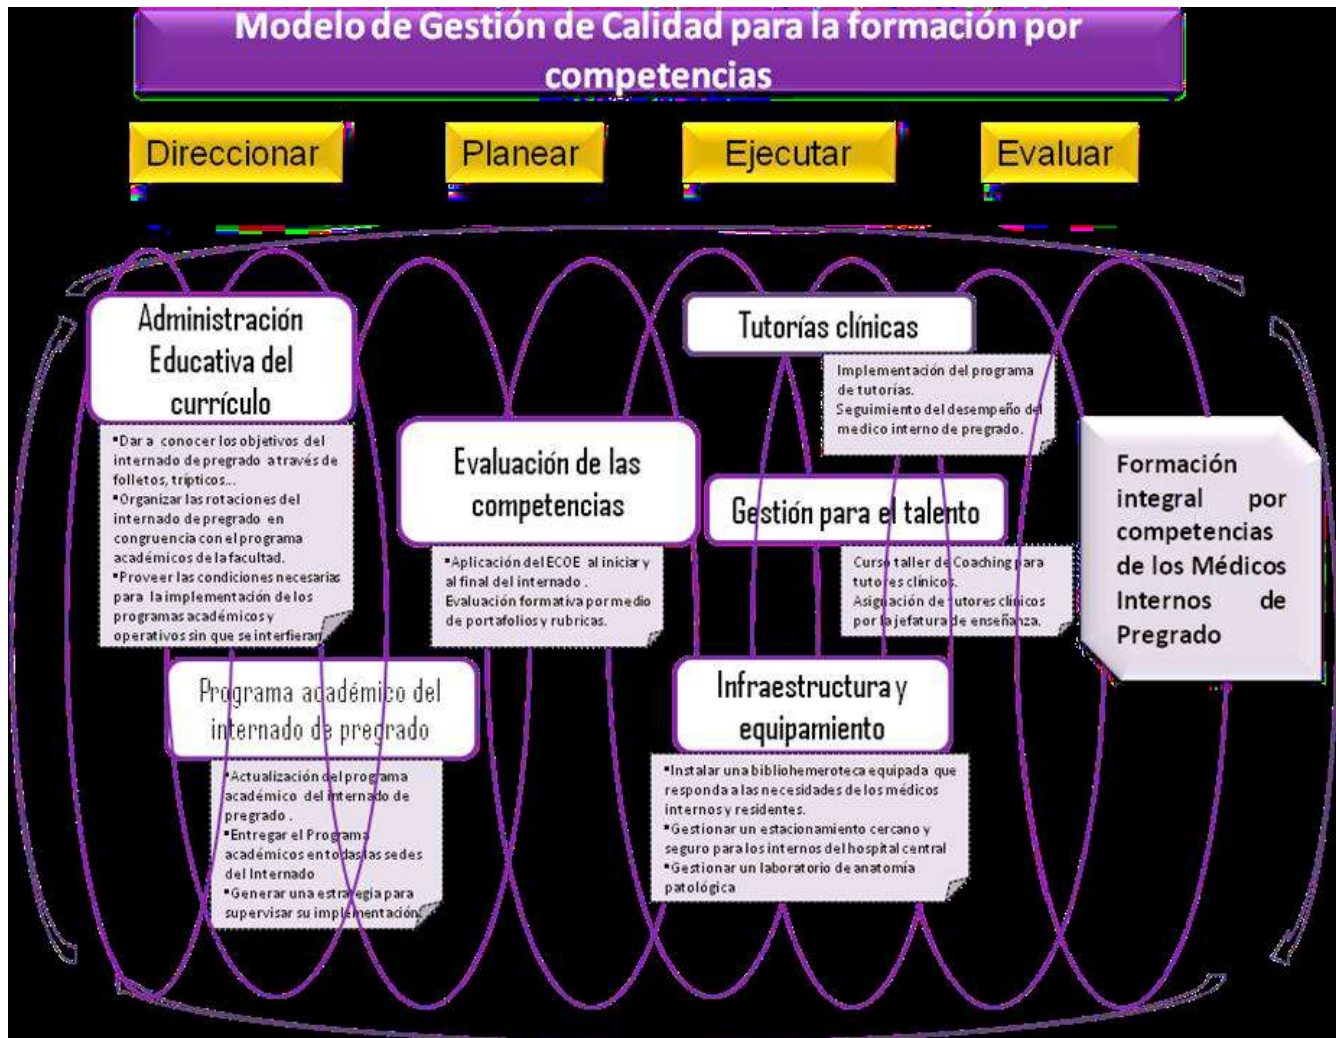 Modelo de Gestión de Calidad para la formación por
competencias
Direccionar
Planear
Ejecutar
Evaluar
Administración
Educativa del
currículo
▪Dar a conocer los objetivos del
internado de pregrado a través de
folletos, trípticos...
▪Organizar las rotaciones del
internado de pregrado en
congruencia con el programa
académicos de la facultad.
▪Proveer las condiciones necesarias
para la implementación de los
programas académicos y
operativos sin que se interfieran
Programa académico del
internado de pregrado
▪Actualización del programa
académico del internado de
pregrado .
▪Entregar el Programa
académicos en todas las sedes
del Internado
▪Generar una estrategia para
supervisar su implementación.
Evaluación de las
competencias
▪Aplicación del ECOE al iniciar y
al final del internado .
Evaluación formativa por medio
de portafolios y rubricas.
Tutorías clínicas
Implementación del programa
de tutorías.
Seguimiento del desempeño del
medico interno de pregrado.
Gestión para el talento
Curso taller de Coaching para
tutores clínicos.
Asignación de tutores clínicos
por la jefatura de enseñanza.
Infraestructura y
equipamiento
▪Instalar una bibliohemeroteca equipada que
responda a las necesidades de los médicos
internos y residentes.
▪Gestionar un estacionamiento cercano y
seguro para los internos del hospital central
▪Gestionar un laboratorio de anatomía
patológica
Formación
integral por
competencias
de los Médicos
Internos de
Pregrado